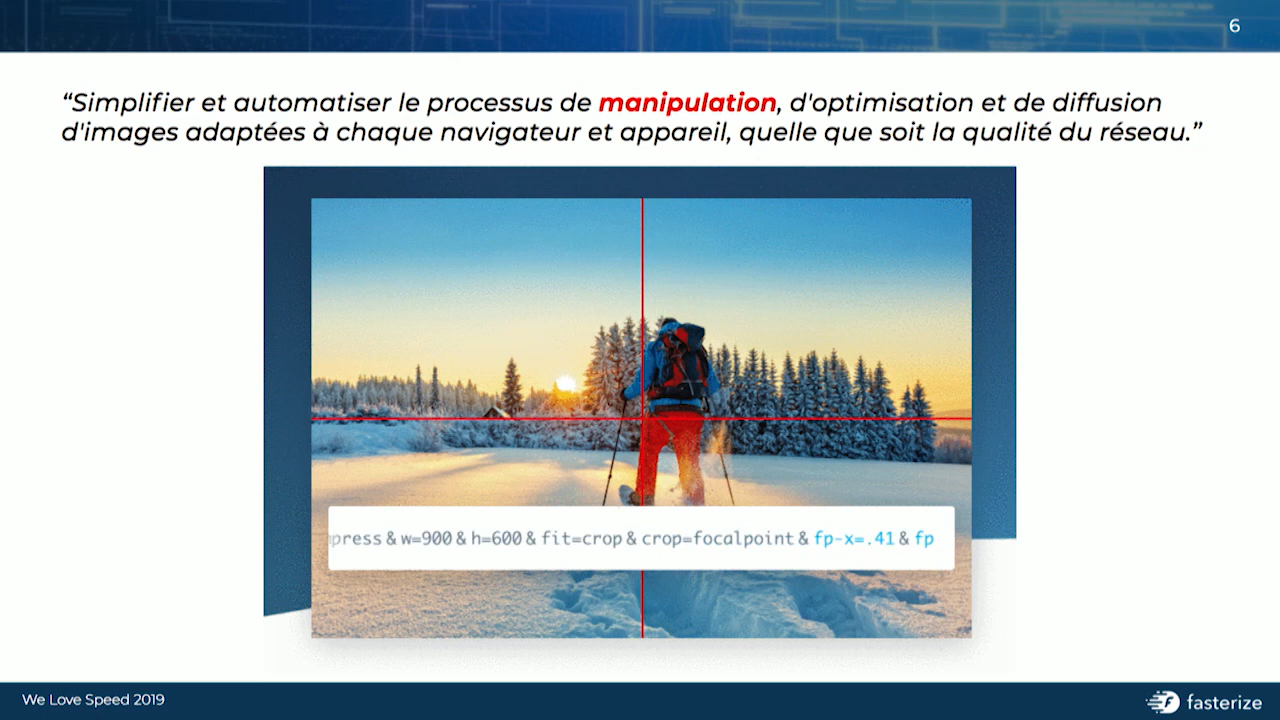 6
“Simplifier et automatiser le processus de manipulation, d'optimisation et de diffusion
d'images adaptées à chaque navigateur et appareil, quelle que soit la qualité du réseau.”
press & w=900 & h=600 & fit=crop & crop=focalpoint & fp-x=.41 & fp
We Love Speed 2019
fasterize